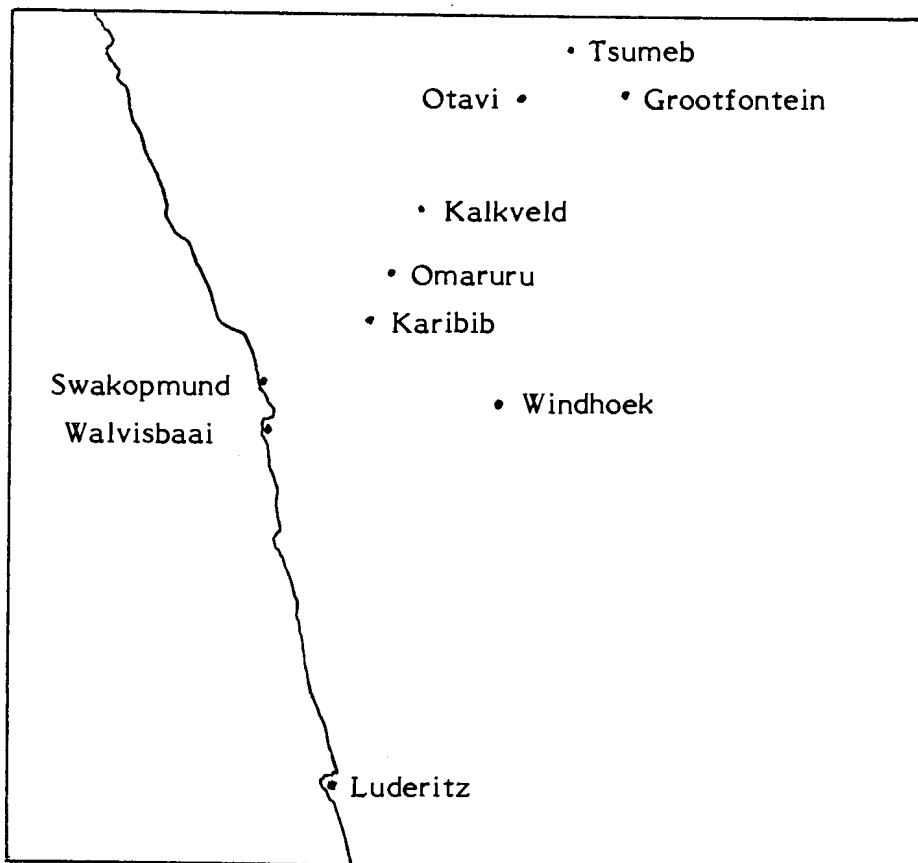 Tsumeb
Otavi
Grootfontein
Kalkveld
Omaruru
Karibib
Swakopmund
Windhoek
Walvisbaai
Luderitz